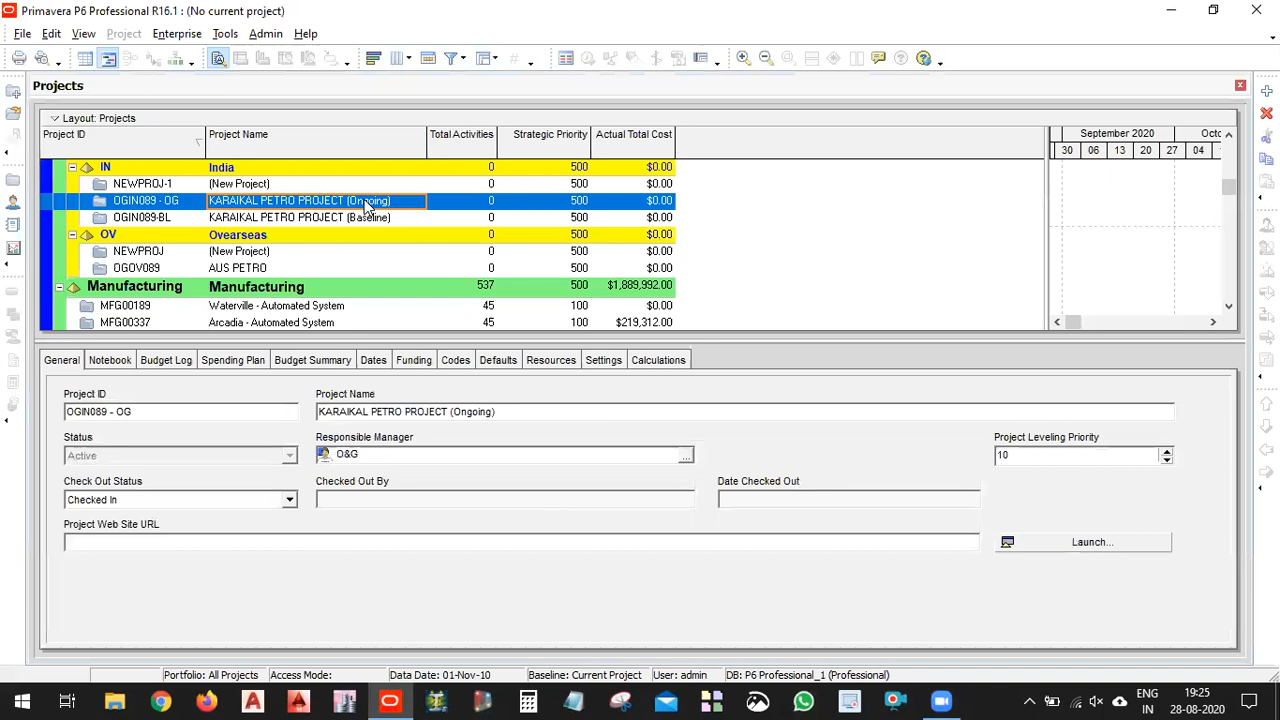 Primavera P6 Professional R16.1 : (No current project)
File Edit View Project Enterprise Tools Admin Help
Projects
Layout: Projects
Project ID Project Name Total Activities Strategic Priority Actual Total Cost September 2020 Octo
30 06 13 20 27 04
IN India 0 500 $0.00
NEWPROJ-1 (New Project) 0 500 $0.00
OGIN089 - OG KARAIKAL PETRO PROJECT (Ongoing) 0 500 $0.00
OGIN089-BL KARAIKAL PETRO PROJECT (Baseline) 0 500 $0.00
OV Ovearseas 0 500 $0.00
NEWPROJ (New Project) 0 500 $0.00
OGOV089 AUS PETRO 0 500 $0.00
Manufacturing Manufacturing 537 500 $1,889,992.00
MFG00189 Waterville - Automated System 45 100 $0.00
MFG00337 Arcadia - Automated System 45 100 $219,312.00
General Notebook Budget Log Spending Plan Budget Summary Dates Funding Codes Defaults Resources Settings Calculations
Project ID Project Name
OGIN089 - OG KARAIKAL PETRO PROJECT (Ongoing)
Status Responsible Manager Project Leveling Priority
Active O&G ... 10
Check Out Status Checked Out By Date Checked Out
Checked In
Project Web Site URL
Launch...
Portfolio: All Projects Access Mode: Data Date: 01-Nov-10 Baseline: Current Project User: admin DB: P6 Professional_1 (Professional)
ENG 19:25
IN 28-08-2020